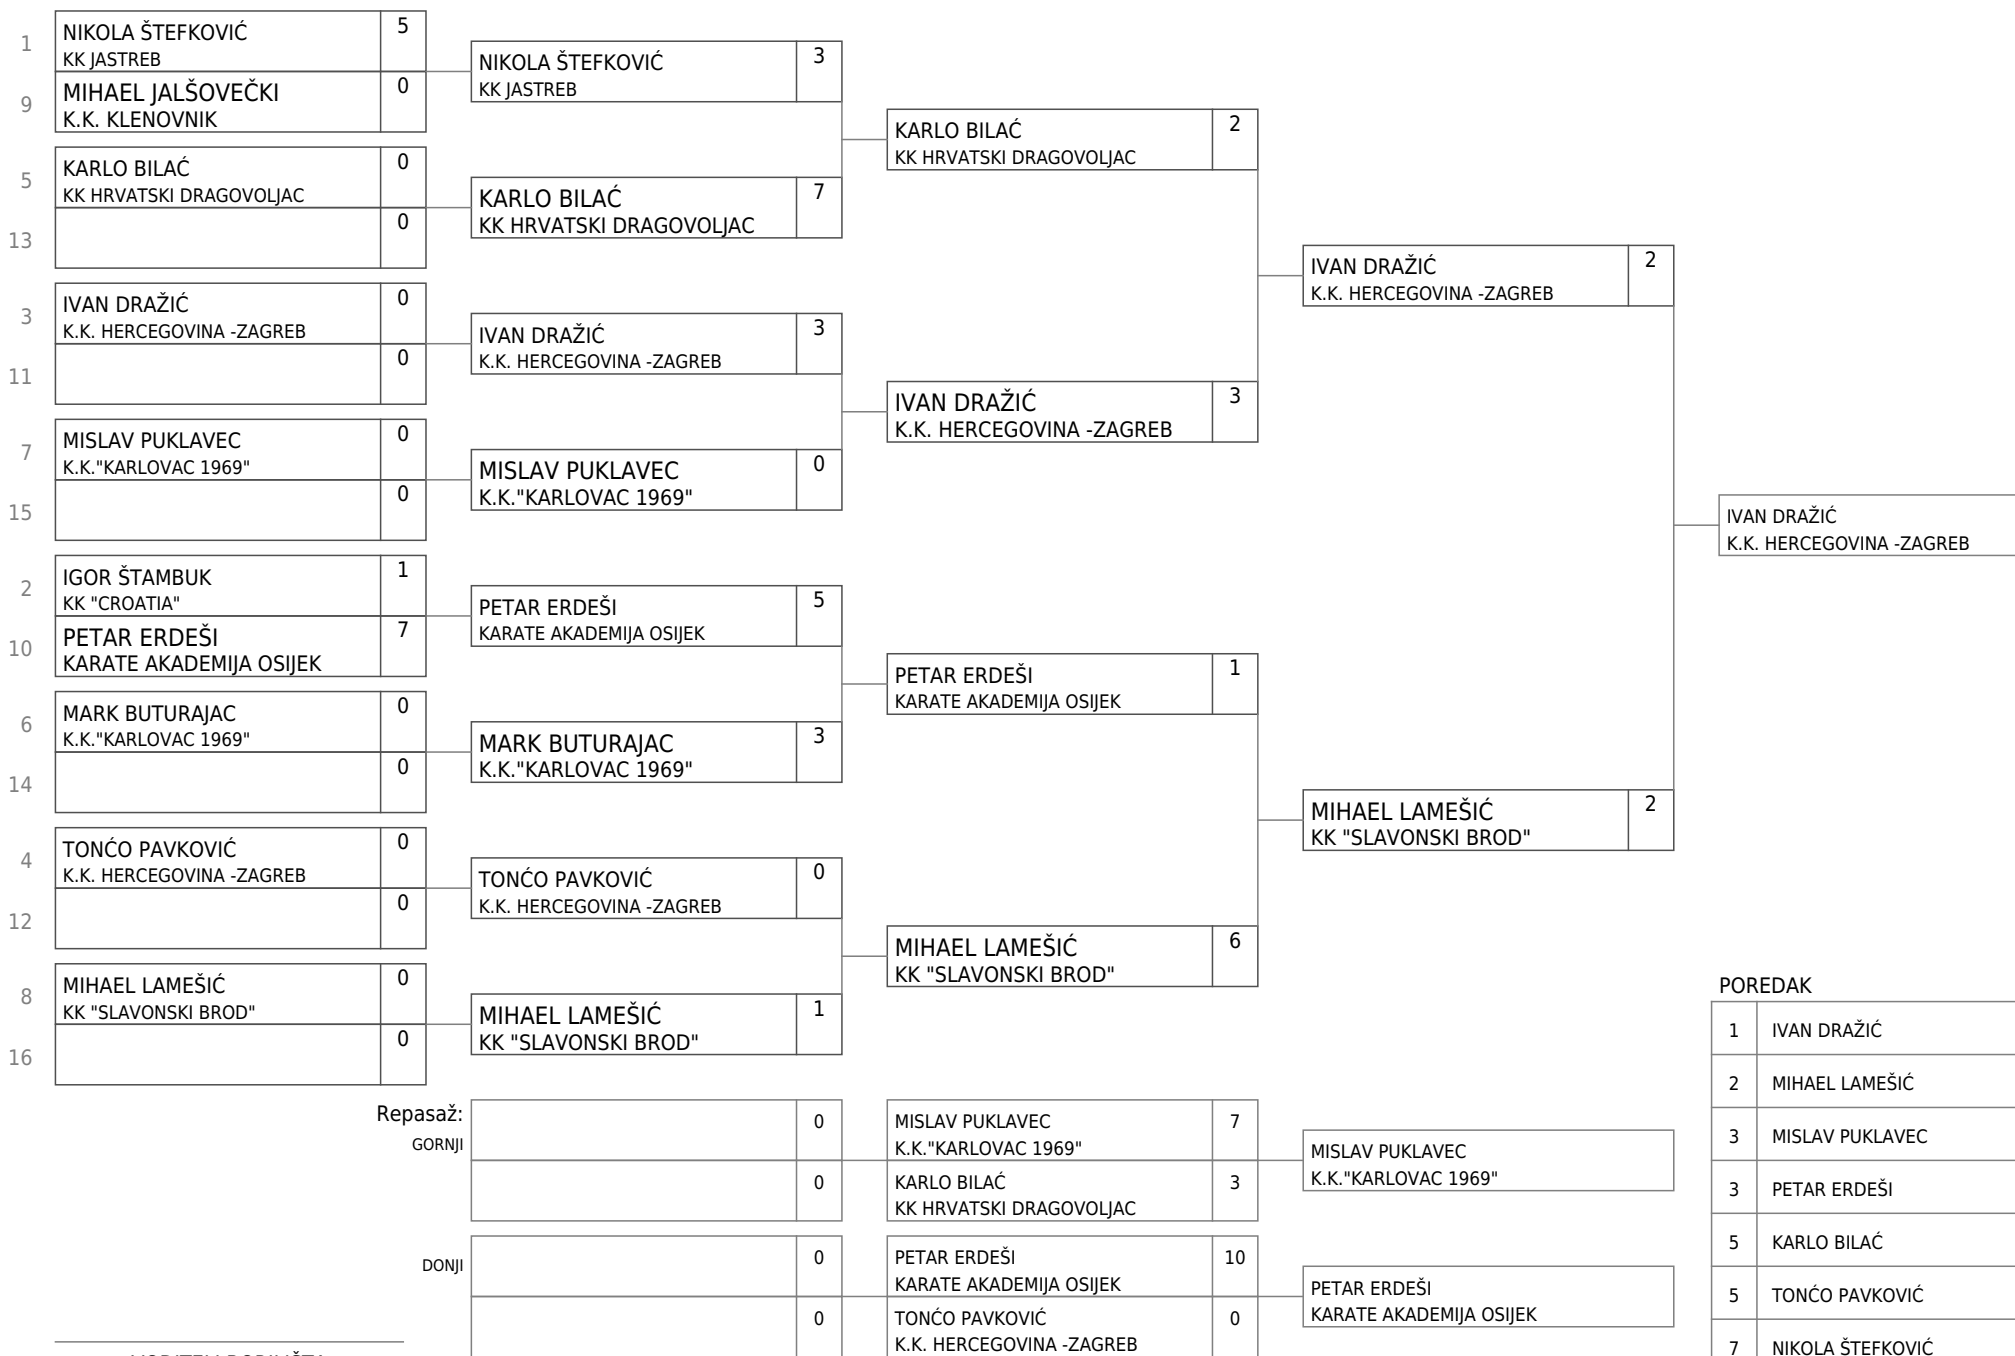 1
NIKOLA ŠTEFKOVIĆ
5
KK JASTREB
9
MIHAEL JALŠOVEČKI
0
K.K. KLENOVNIK
5
KARLO BILAĆ
0
KK HRVATSKI DRAGOVOLJAC
13
0
3
IVAN DRAŽIĆ
0
K.K. HERCEGOVINA -ZAGREB
11
0
7
MISLAV PUKLAVEC
0
K.K."KARLOVAC 1969"
15
0
2
IGOR ŠTAMBUK
1
KK "CROATIA"
10
PETAR ERDEŠI
7
KARATE AKADEMIJA OSIJEK
6
MARK BUTURAJAC
0
K.K."KARLOVAC 1969"
14
0
4
TONĆO PAVKOVIĆ
0
K.K. HERCEGOVINA -ZAGREB
12
0
8
MIHAEL LAMEŠIĆ
0
KK "SLAVONSKI BROD"
16
0
NIKOLA ŠTEFKOVIĆ
3
KK JASTREB
KARLO BILAĆ
7
KK HRVATSKI DRAGOVOLJAC
IVAN DRAŽIĆ
3
K.K. HERCEGOVINA -ZAGREB
MISLAV PUKLAVEC
0
K.K."KARLOVAC 1969"
PETAR ERDEŠI
5
KARATE AKADEMIJA OSIJEK
MARK BUTURAJAC
3
K.K."KARLOVAC 1969"
TONĆO PAVKOVIĆ
0
K.K. HERCEGOVINA -ZAGREB
MIHAEL LAMEŠIĆ
1
KK "SLAVONSKI BROD"
KARLO BILAĆ
2
KK HRVATSKI DRAGOVOLJAC
IVAN DRAŽIĆ
3
K.K. HERCEGOVINA -ZAGREB
PETAR ERDEŠI
1
KARATE AKADEMIJA OSIJEK
MIHAEL LAMEŠIĆ
6
KK "SLAVONSKI BROD"
IVAN DRAŽIĆ
2
K.K. HERCEGOVINA -ZAGREB
MIHAEL LAMEŠIĆ
2
KK "SLAVONSKI BROD"
IVAN DRAŽIĆ
K.K. HERCEGOVINA -ZAGREB
Repasaž:
GORNJI
0
0
MISLAV PUKLAVEC
7
K.K."KARLOVAC 1969"
KARLO BILAĆ
3
KK HRVATSKI DRAGOVOLJAC
MISLAV PUKLAVEC
K.K."KARLOVAC 1969"
DONJI
0
0
PETAR ERDEŠI
10
KARATE AKADEMIJA OSIJEK
TONĆO PAVKOVIĆ
0
K.K. HERCEGOVINA -ZAGREB
PETAR ERDEŠI
KARATE AKADEMIJA OSIJEK
POREDAK
1 IVAN DRAŽIĆ
2 MIHAEL LAMEŠIĆ
3 MISLAV PUKLAVEC
3 PETAR ERDEŠI
5 KARLO BILAĆ
5 TONĆO PAVKOVIĆ
7 NIKOLA ŠTEFKOVIĆ